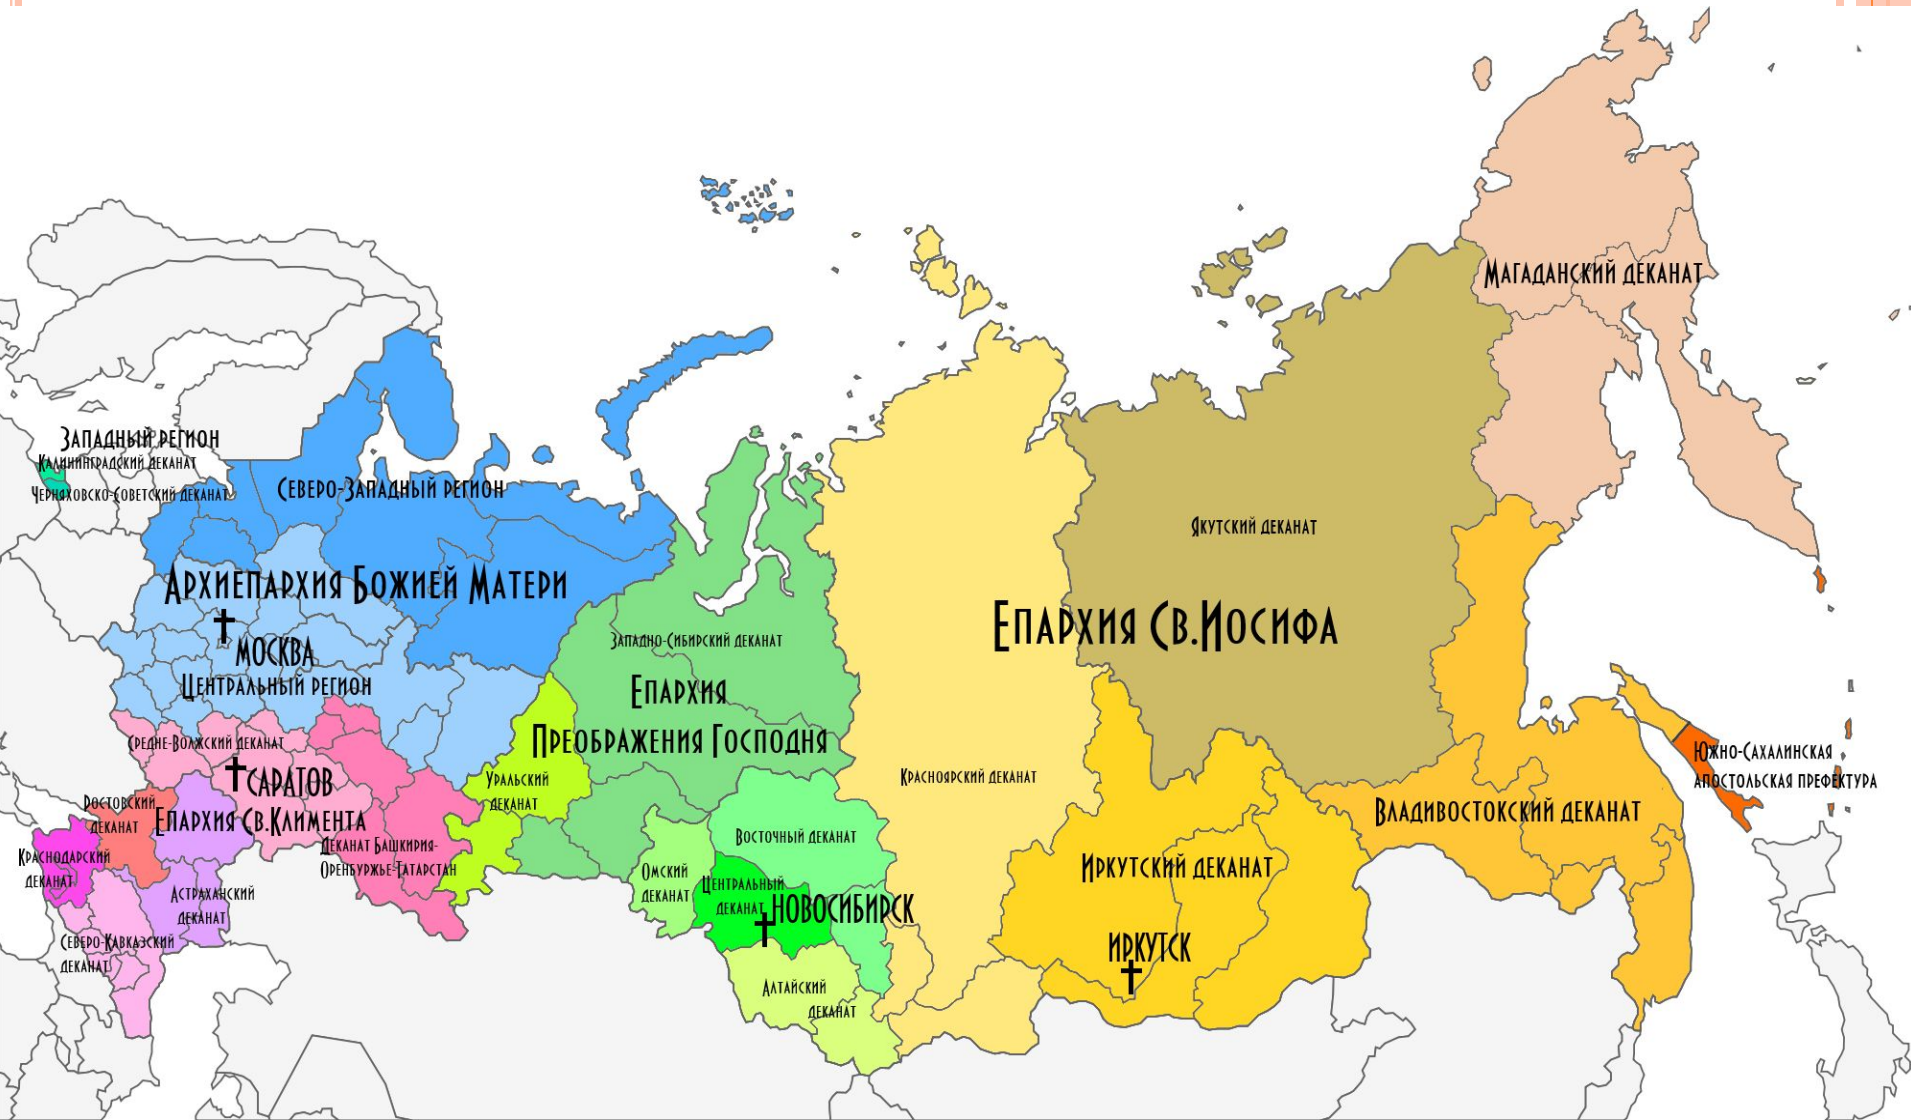 Западный регион
Калининградский деканат
Черняховско-Советский деканат
Северо-Западный регион
Архиепархия Божией Матери
Москва
Центральный регион
Средне-Волжский деканат
Саратов
Ростовский
деканат
Епархия Св.Климента
Краснодарский
деканат
Деканат Башкирия-
Оренбуржье-Татарстан
Астраханский
деканат
Северо-Кавказский
деканат
Западно-Сибирский деканат
Епархия
Преображения Господня
Уральский
деканат
Восточный деканат
Омский
деканат
Центральный
деканат
Новосибирск
Алтайский
деканат
Епархия Св.Иосифа
Красноярский деканат
Якутский деканат
Магаданский деканат
Иркутский деканат
Иркутск
Владивостокский деканат
Южно-Сахалинская
апостольская префектура